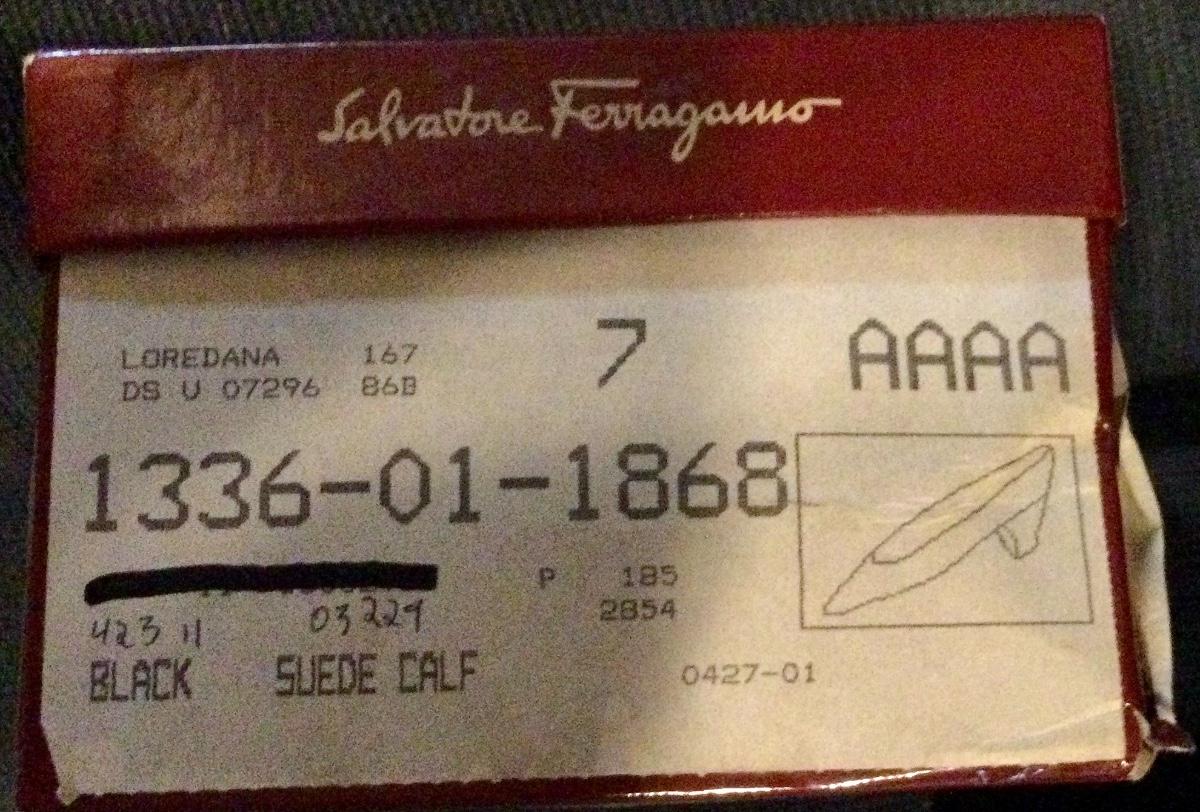 Salvatore Ferragamo
LOREDANA 167 7 AAAA
DS U 07296 86B
1336-01-1868
P 185
2854
423 11 03229
BLACK SUEDE CALF
0427-01